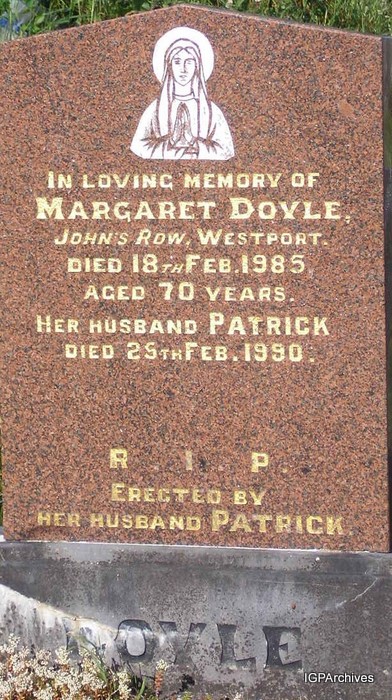 IN LOVING MEMORY OF
MARGARET DOYLE,
JOHN'S ROW, WESTPORT.
DIED 18TH FEB. 1985
AGED 70 YEARS.
HER HUSBAND PATRICK
DIED 25TH FEB. 1990.
R. I. P.
ERECTED BY
HER HUSBAND PATRICK
DOYLE
IGPArchives